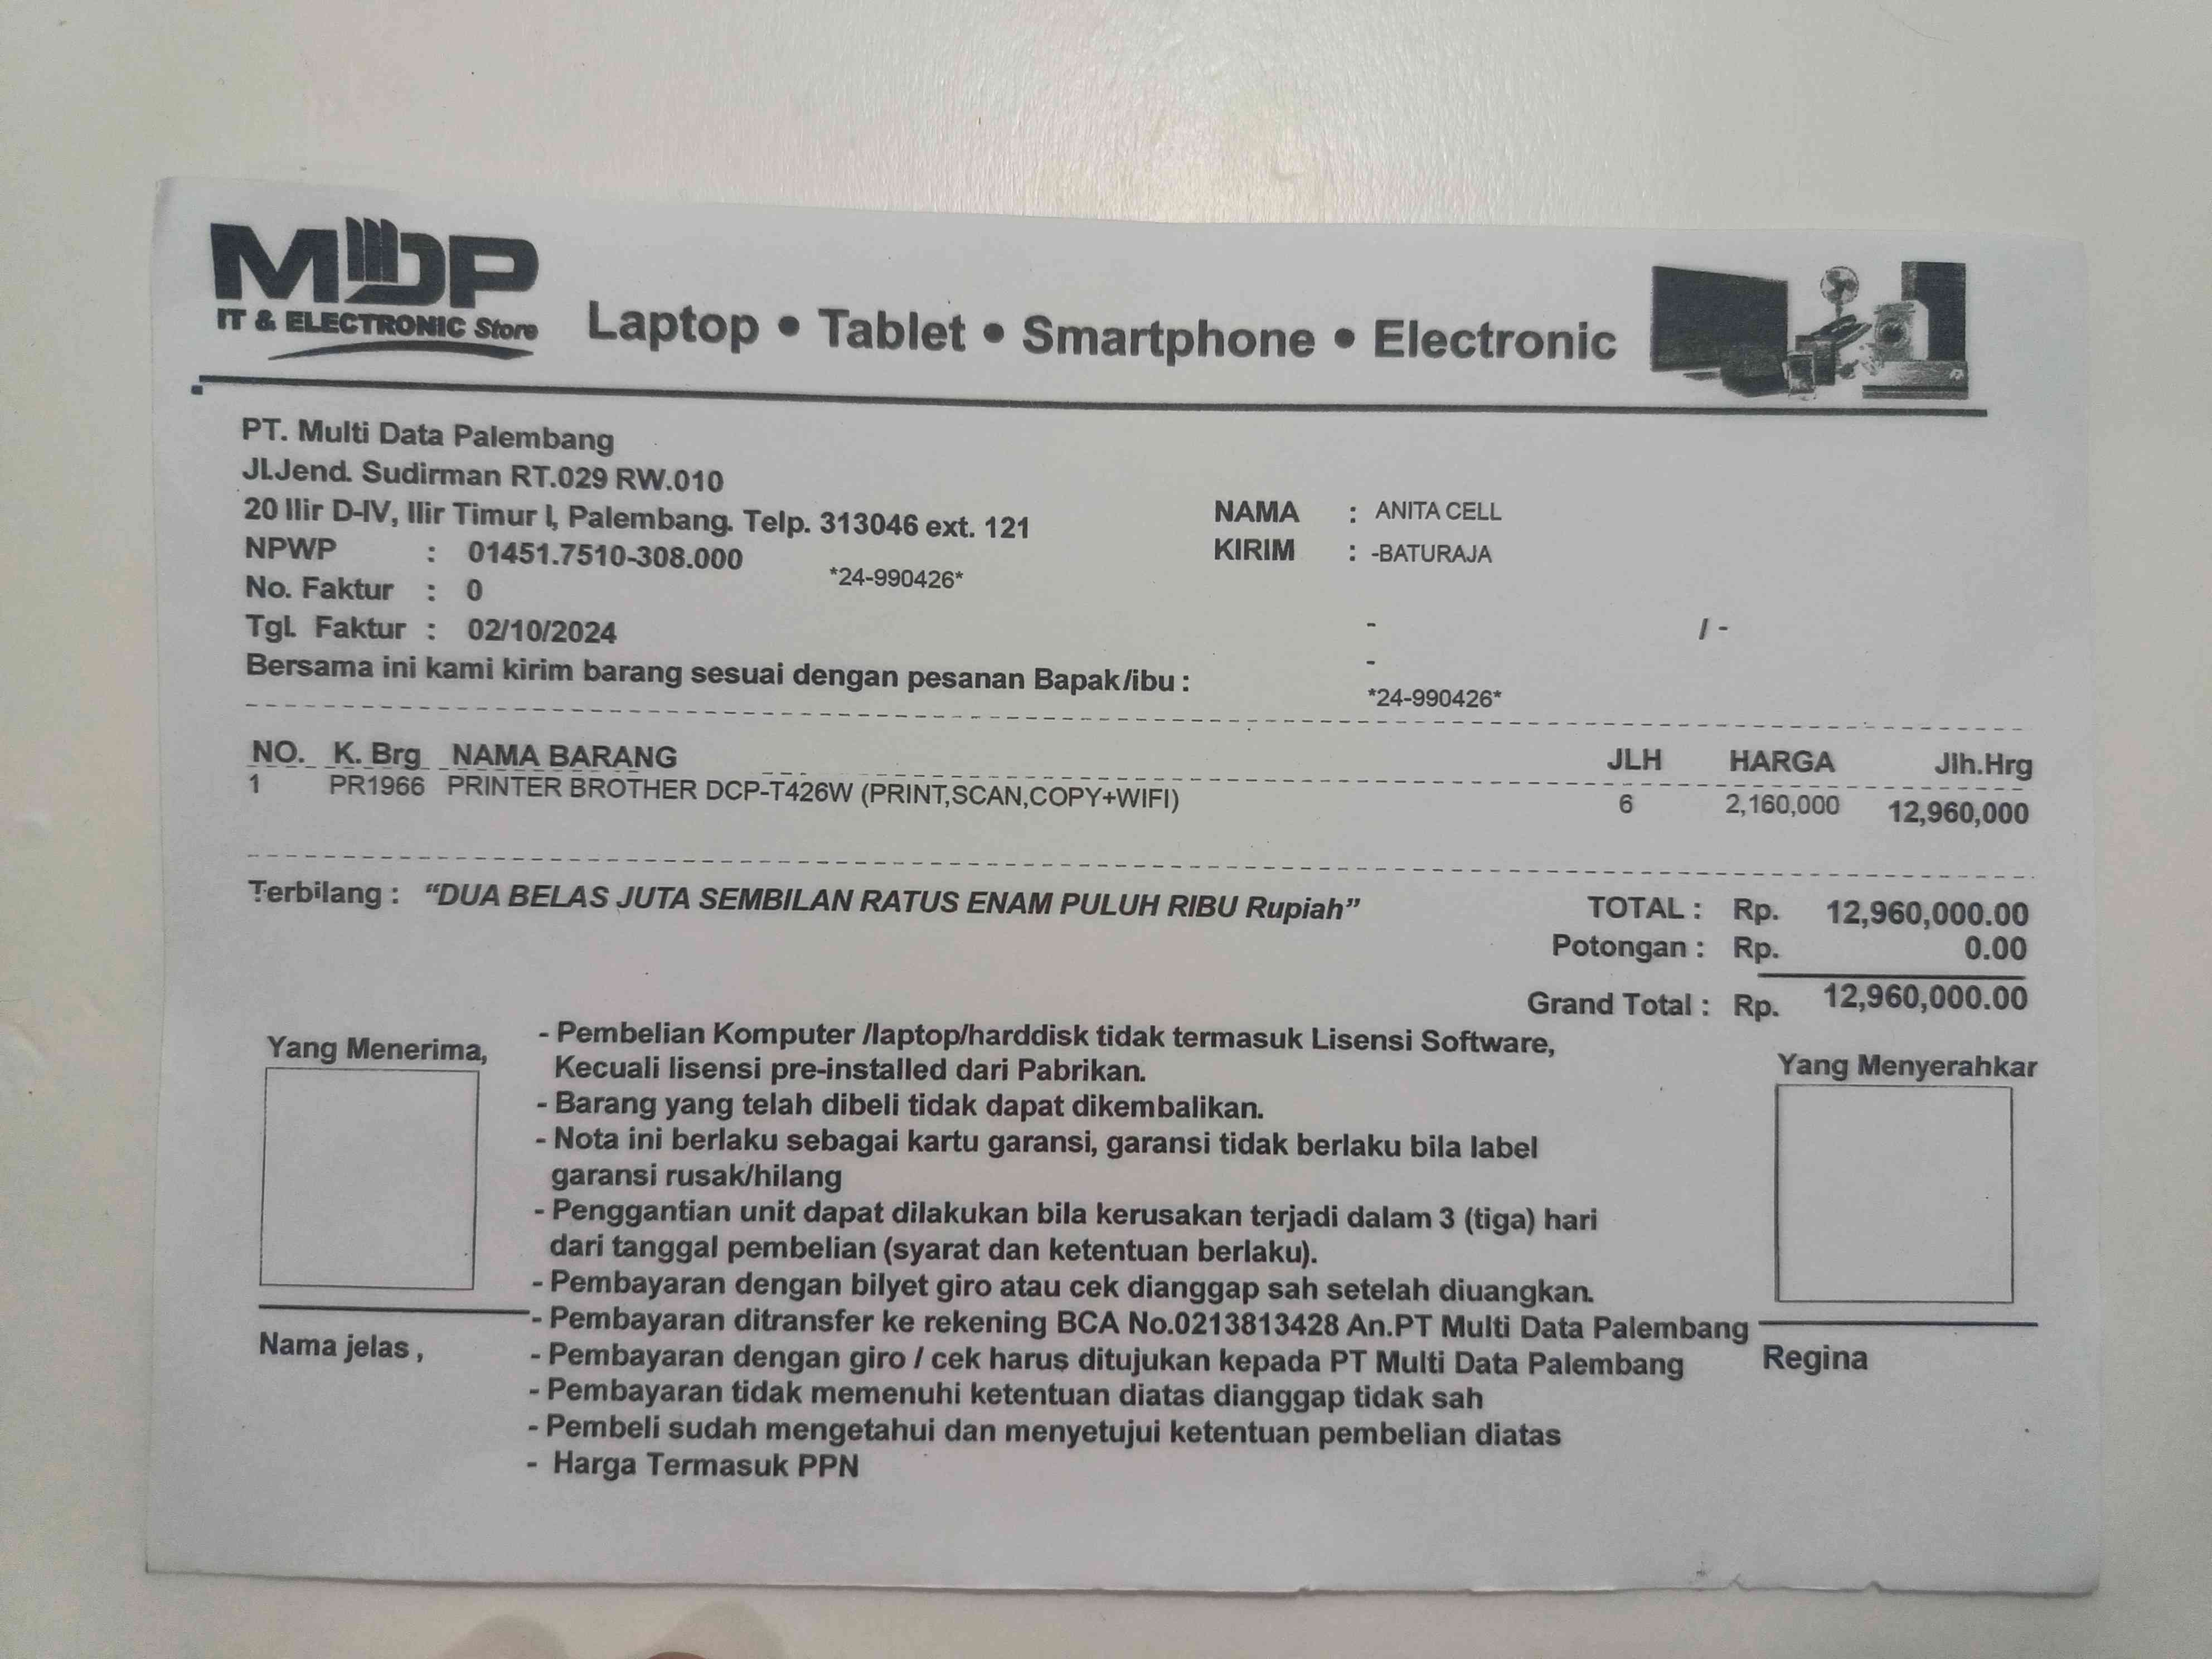 MDP
IT & ELECTRONIC Store
Laptop • Tablet • Smartphone • Electronic
PT. Multi Data Palembang
Jl.Jend. Sudirman RT.029 RW.010
20 Ilir D-IV, Ilir Timur I, Palembang. Telp. 313046 ext. 121
NPWP : 01451.7510-308.000
*24-990426*
No. Faktur : 0
Tgl. Faktur : 02/10/2024
Bersama ini kami kirim barang sesuai dengan pesanan Bapak/ibu :
NAMA : ANITA CELL
KIRIM : -BATURAJA
- / -
-
*24-990426*
NO. K. Brg NAMA BARANG JLH HARGA Jlh.Hrg
1 PR1966 PRINTER BROTHER DCP-T426W (PRINT,SCAN,COPY+WIFI) 6 2,160,000 12,960,000
Terbilang : “DUA BELAS JUTA SEMBILAN RATUS ENAM PULUH RIBU Rupiah”
TOTAL : Rp. 12,960,000.00
Potongan : Rp. 0.00
Grand Total : Rp. 12,960,000.00
Yang Menerima,
Nama jelas ,
- Pembelian Komputer /laptop/harddisk tidak termasuk Lisensi Software,
Kecuali lisensi pre-installed dari Pabrikan.
- Barang yang telah dibeli tidak dapat dikembalikan.
- Nota ini berlaku sebagai kartu garansi, garansi tidak berlaku bila label
garansi rusak/hilang
- Penggantian unit dapat dilakukan bila kerusakan terjadi dalam 3 (tiga) hari
dari tanggal pembelian (syarat dan ketentuan berlaku).
- Pembayaran dengan bilyet giro atau cek dianggap sah setelah diuangkan.
- Pembayaran ditransfer ke rekening BCA No.0213813428 An.PT Multi Data Palembang
- Pembayaran dengan giro / cek harus ditujukan kepada PT Multi Data Palembang
- Pembayaran tidak memenuhi ketentuan diatas dianggap tidak sah
- Pembeli sudah mengetahui dan menyetujui ketentuan pembelian diatas
- Harga Termasuk PPN
Yang Menyerahkar
Regina